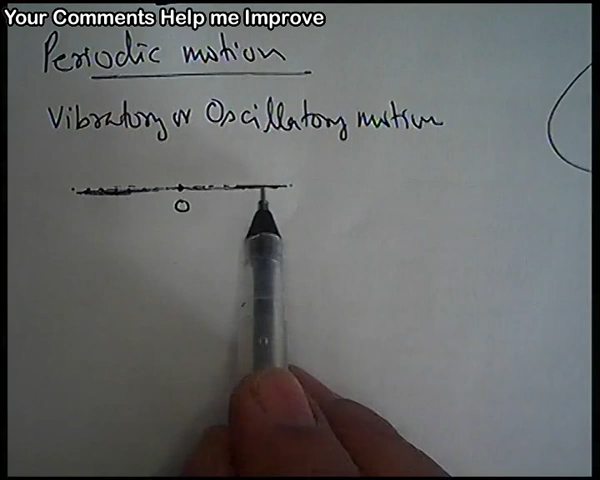 Your Comments Help me Improve
Periodic motion
Vibratory or Oscillatory motion
O